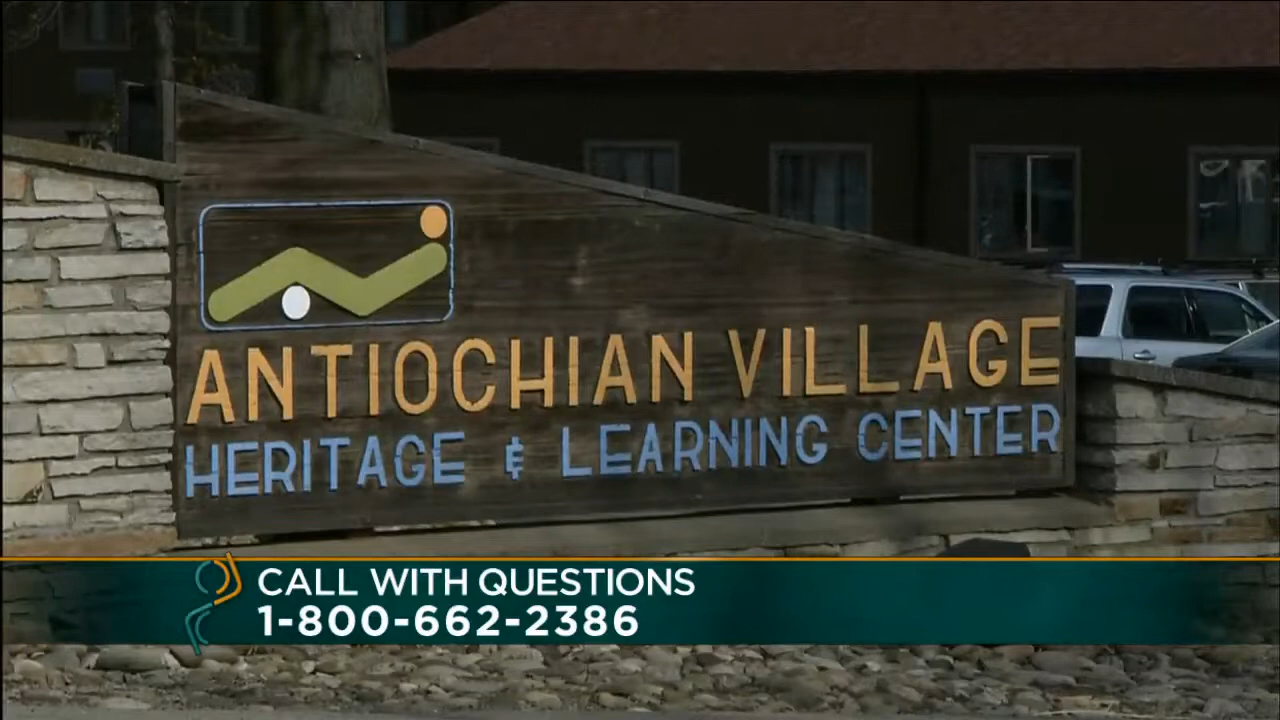 ANTIOCHIAN VILLAGE
HERITAGE & LEARNING CENTER
CALL WITH QUESTIONS
1-800-662-2386